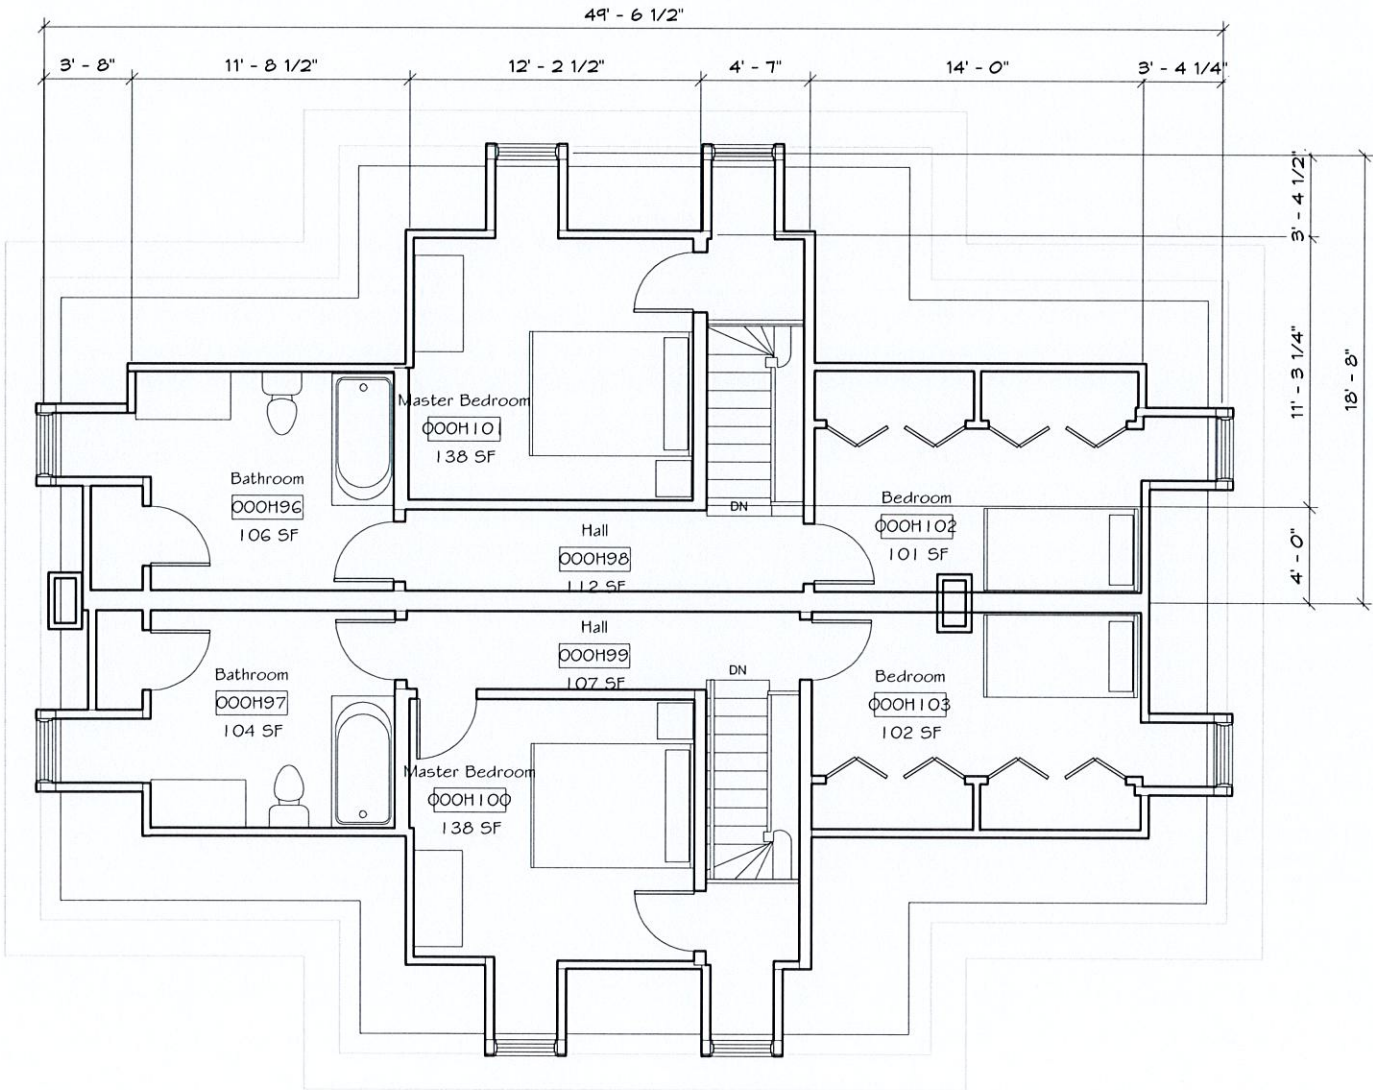 49' - 6 1/2"
3' - 8"
11' - 8 1/2"
12' - 2 1/2"
4' - 7"
14' - 0"
3' - 4 1/4"
3' - 4 1/2"
11' - 3 1/4"
18' - 8"
4' - 0"
Master Bedroom
000H101
138 SF
Bathroom
000H96
106 SF
DN
Bedroom
000H102
101 SF
Hall
000H98
112 SF
Hall
000H99
107 SF
Bathroom
000H97
104 SF
DN
Bedroom
000H103
102 SF
Master Bedroom
000H100
138 SF